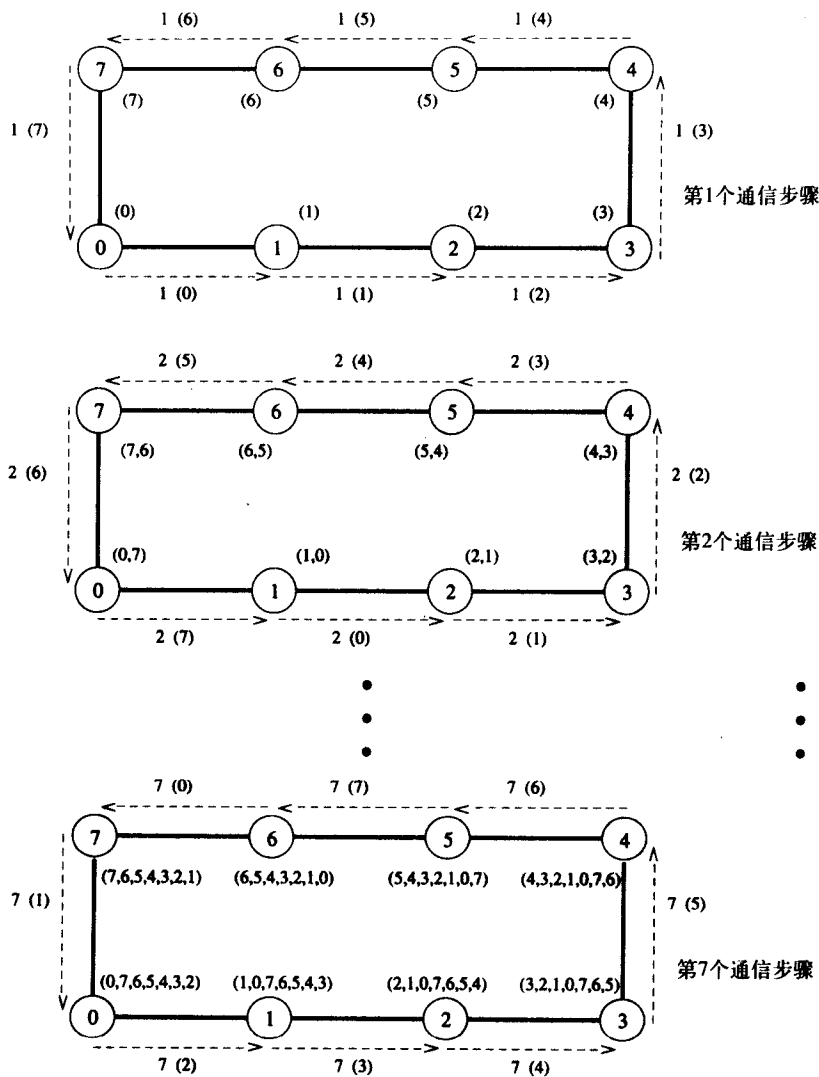 1 (6) 1 (5) 1 (4)
7 6 5 4
(7) (6) (5) (4)
1 (7) 1 (3)
第1个通信步骤
(0) (1) (2) (3)
0 1 2 3
1 (0) 1 (1) 1 (2)
2 (5) 2 (4) 2 (3)
7 6 5 4
(7,6) (6,5) (5,4) (4,3)
2 (6) 2 (2)
第2个通信步骤
(0,7) (1,0) (2,1) (3,2)
0 1 2 3
2 (7) 2 (0) 2 (1)
7 (0) 7 (7) 7 (6)
7 6 5 4
(7,6,5,4,3,2,1) (6,5,4,3,2,1,0) (5,4,3,2,1,0,7) (4,3,2,1,0,7,6)
7 (1) 7 (5)
第7个通信步骤
(0,7,6,5,4,3,2) (1,0,7,6,5,4,3) (2,1,0,7,6,5,4) (3,2,1,0,7,6,5)
0 1 2 3
7 (2) 7 (3) 7 (4)